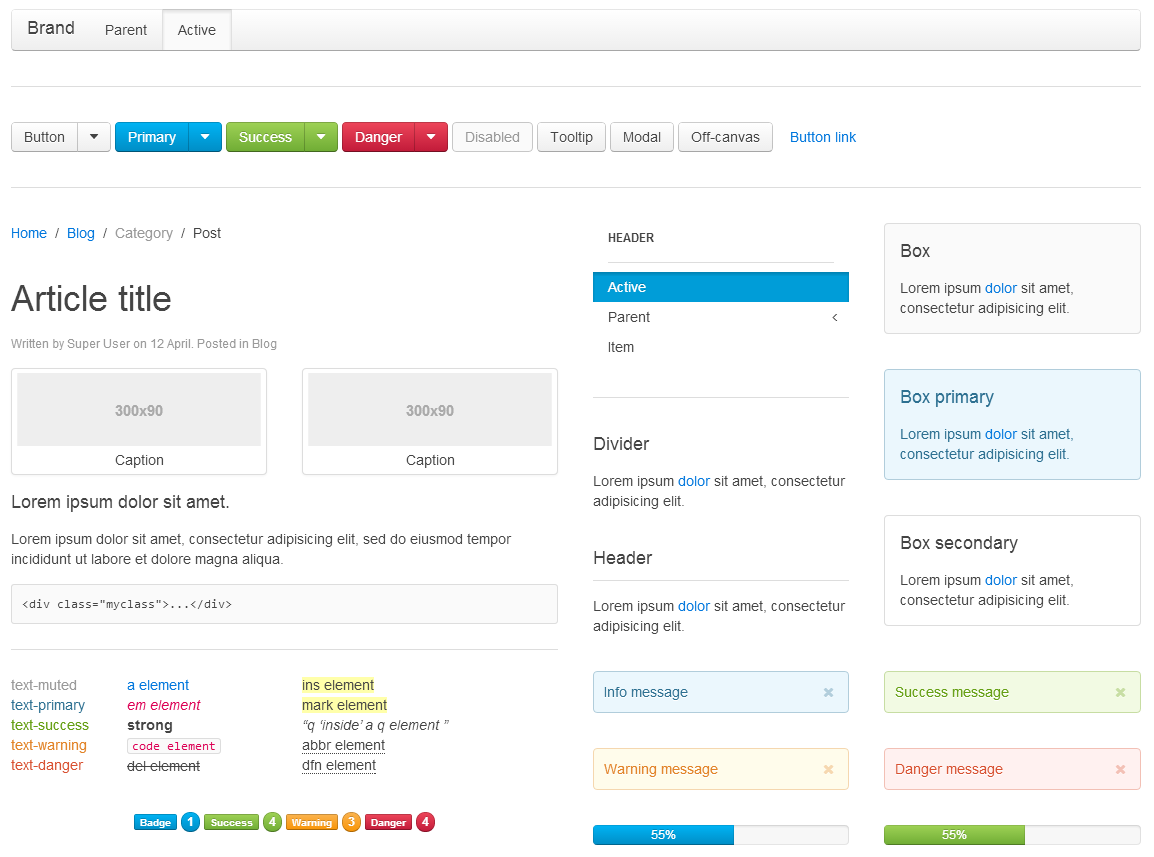 Brand Parent Active
Button Primary Success Danger Disabled Tooltip Modal Off-canvas Button link
Home / Blog / Category / Post
Article title
Written by Super User on 12 April. Posted in Blog
300x90 300x90
Caption Caption
Lorem ipsum dolor sit amet.
Lorem ipsum dolor sit amet, consectetur adipisicing elit, sed do eiusmod tempor
incididunt ut labore et dolore magna aliqua.
<div class="myclass">...</div>
text-muted a element ins element
text-primary em element mark element
text-success strong “q ‘inside’ a q element ”
text-warning code element abbr element
text-danger del element dfn element
Badge 1 Success 4 Warning 3 Danger 4
HEADER
Active
Parent
Item
Divider
Lorem ipsum dolor sit amet, consectetur
adipisicing elit.
Header
Lorem ipsum dolor sit amet, consectetur
adipisicing elit.
Box
Lorem ipsum dolor sit amet,
consectetur adipisicing elit.
Box primary
Lorem ipsum dolor sit amet,
consectetur adipisicing elit.
Box secondary
Lorem ipsum dolor sit amet,
consectetur adipisicing elit.
Info message
Success message
Warning message
Danger message
55% 55%